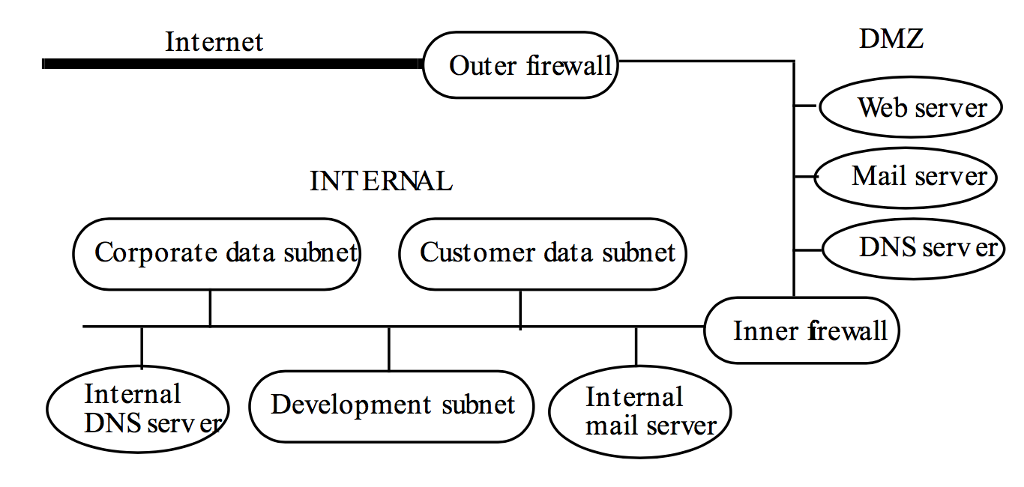 Internet
Outer firewall
DMZ
Web server
Mail server
DNS server
INTERNAL
Corporate data subnet
Customer data subnet
Inner firewall
Internal
DNS server
Development subnet
Internal
mail server